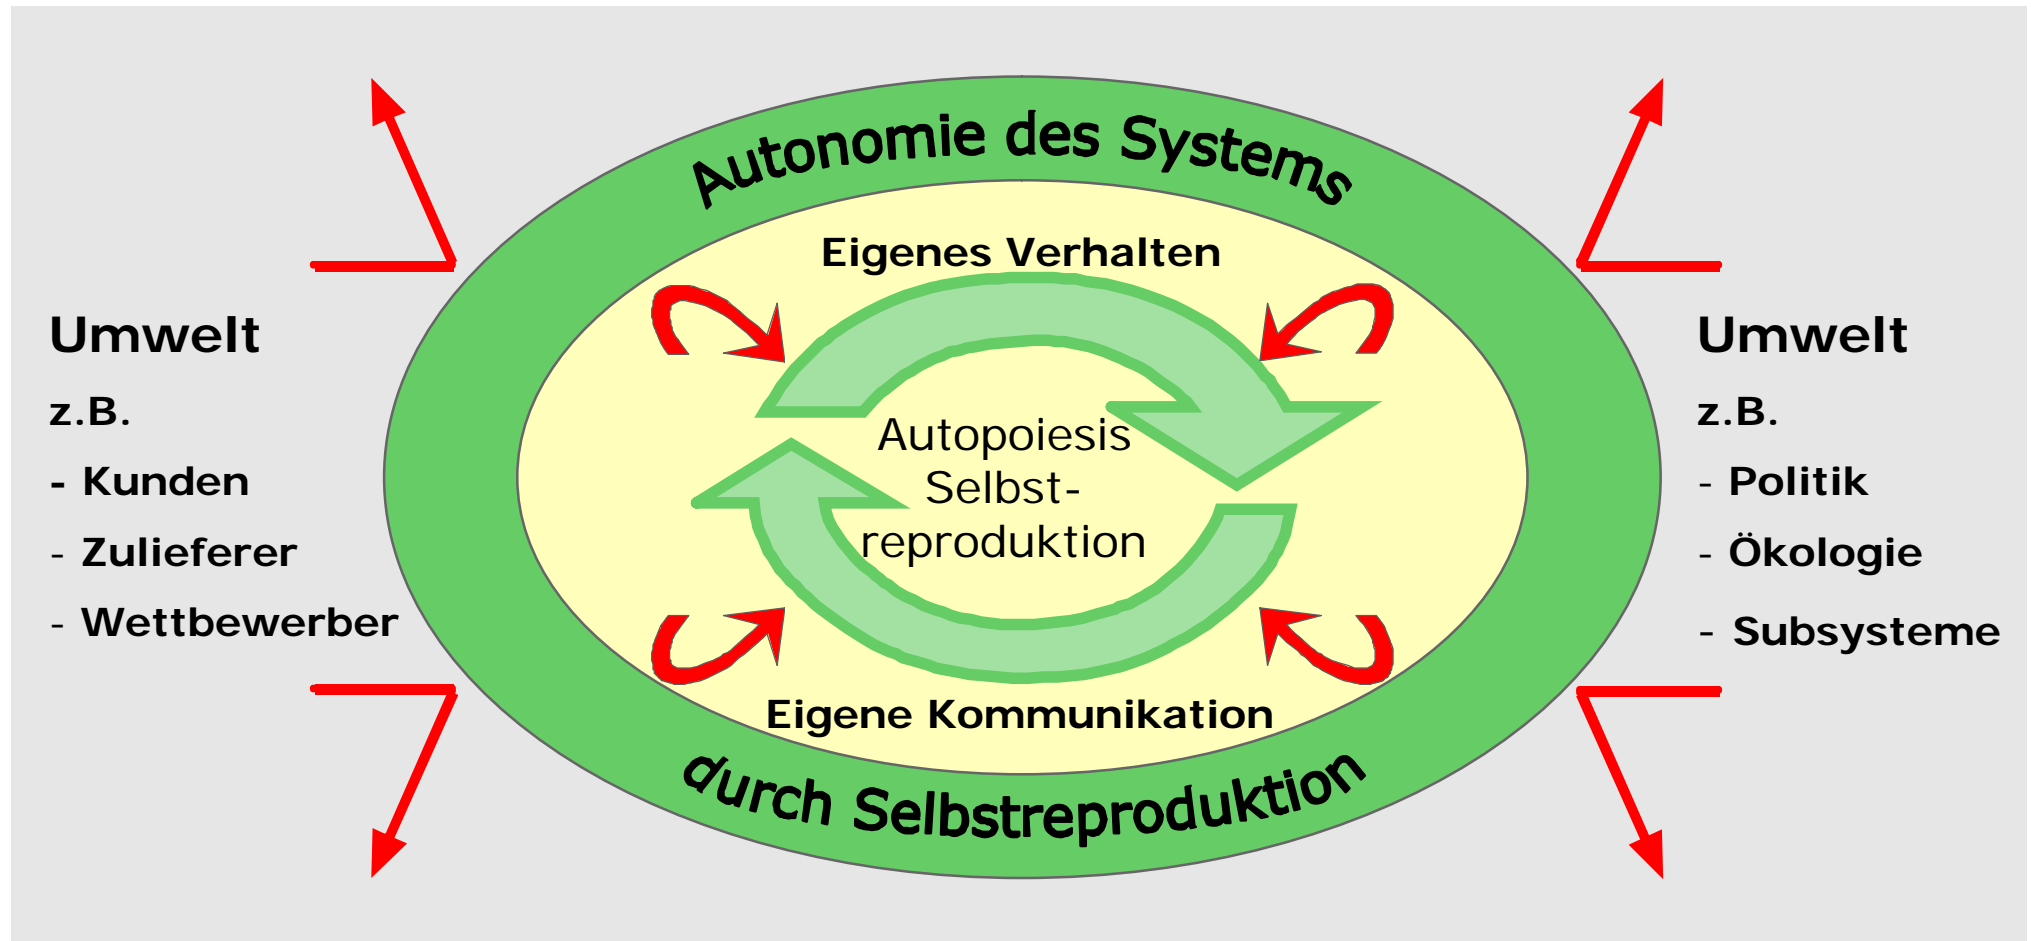 Autonomie des Systems
Eigenes Verhalten
Umwelt
z.B.
- Kunden
- Zulieferer
- Wettbewerber
Autopoiesis
Selbst-
reproduktion
Umwelt
z.B.
- Politik
- Ökologie
- Subsysteme
Eigene Kommunikation
durch Selbstreproduktion